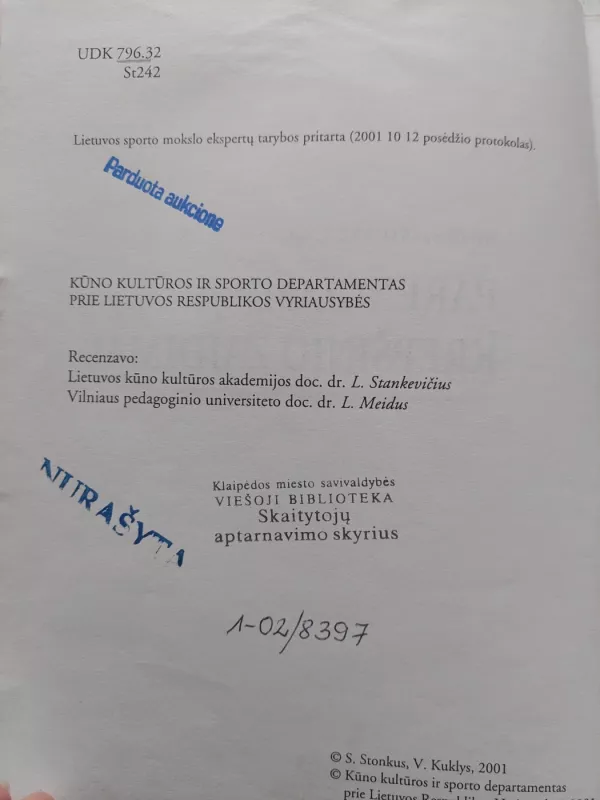 UDK 796.32
St242
Lietuvos sporto mokslo ekspertų tarybos pritarta (2001 10 12 posėdžio protokolas).
Parduota aukcione
KŪNO KULTŪROS IR SPORTO DEPARTAMENTAS
PRIE LIETUVOS RESPUBLIKOS VYRIAUSYBĖS
Recenzavo:
Lietuvos kūno kultūros akademijos doc. dr. L. Stankevičius
Vilniaus pedagoginio universiteto doc. dr. L. Meidus
NURAŠYTA
Klaipėdos miesto savivaldybės
VIEŠOJI BIBLIOTEKA
Skaitytojų
aptarnavimo skyrius
1-02/8397
© S. Stonkus, V. Kuklys, 2001
© Kūno kultūros ir sporto departamentas
prie Lietuvos